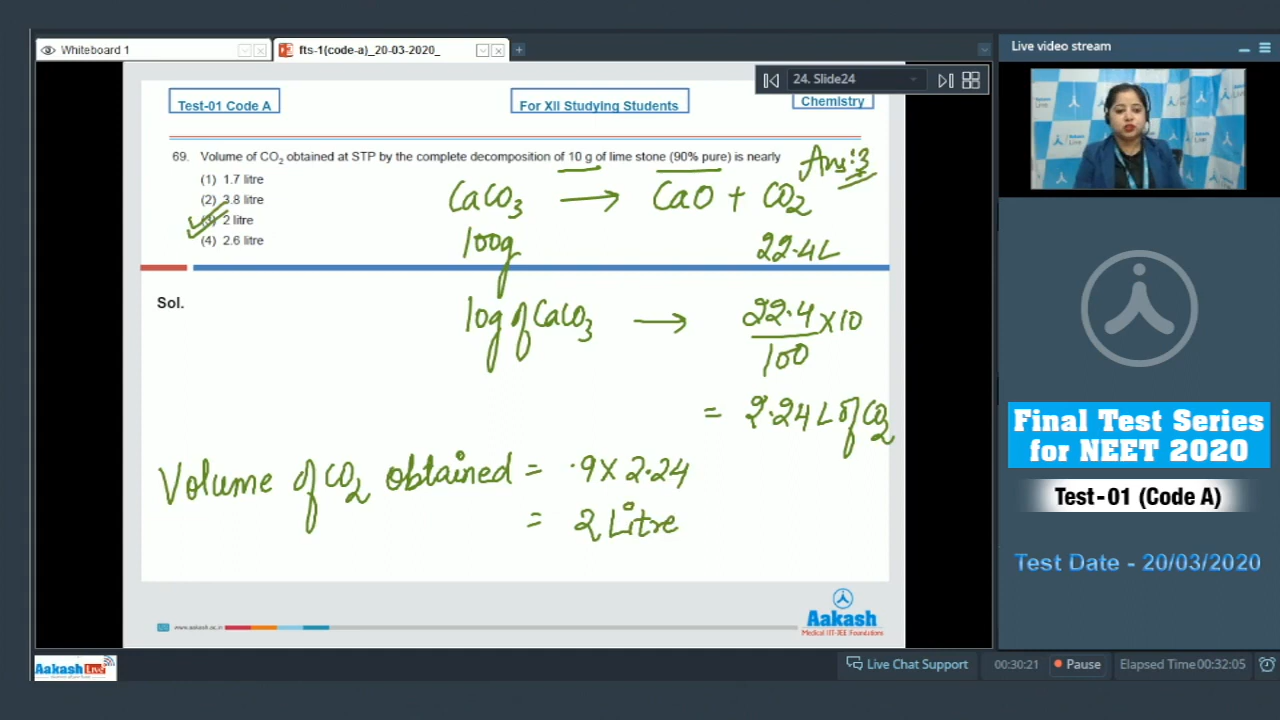 Whiteboard 1
fts-1(code-a)_20-03-2020_
Live video stream
24. Slide24
Test-01 Code A
For XII Studying Students
Chemistry
69. Volume of CO₂ obtained at STP by the complete decomposition of 10 g of lime stone (90% pure) is nearly
Ans: 3
(1) 1.7 litre
(2) 3.8 litre
(3) 2 litre
(4) 2.6 litre
CaCO₃ → CaO + CO₂
100g 22.4L
Sol.
10g of CaCO₃ → 22.4/100 × 10
= 2.24 L of CO₂
Volume of CO₂ obtained = .9 × 2.24
= 2 Litre
Final Test Series
for NEET 2020
Test-01 (Code A)
Test Date - 20/03/2020
Aakash
Medical IIT-JEE Foundations
Aakash Live
Live Chat Support
00:30:21
Pause
Elapsed Time 00:32:05